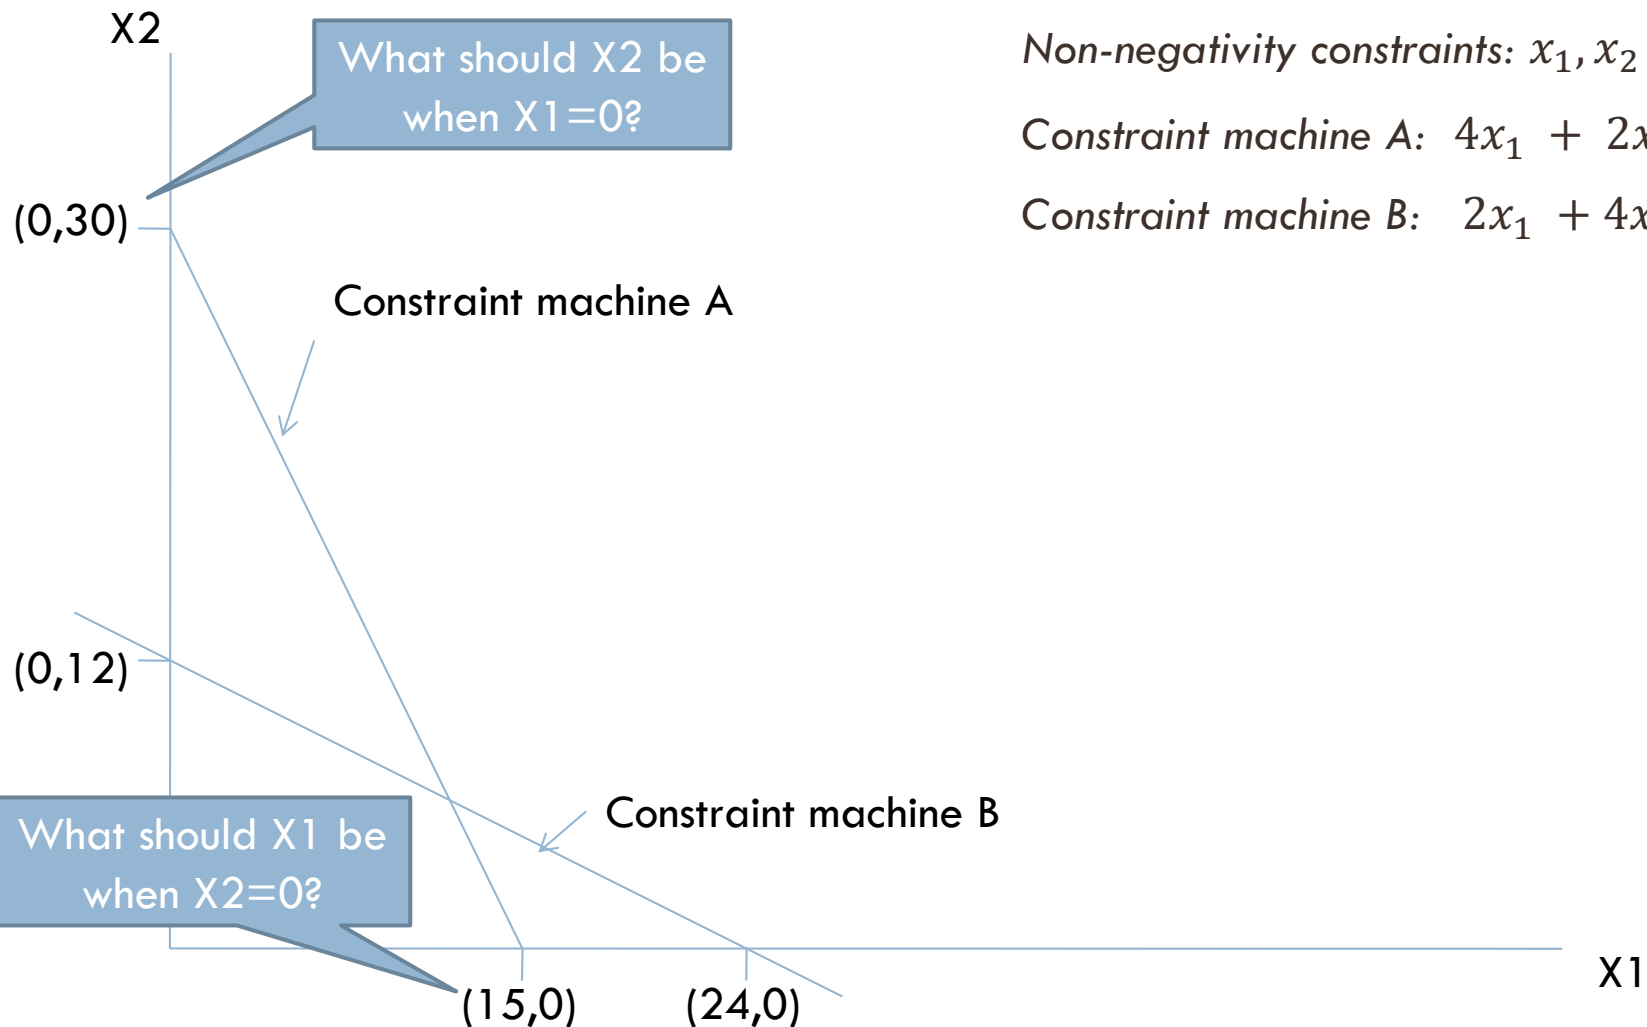 X2
What should X2 be
when X1=0?
Non-negativity constraints: x₁, x₂
Constraint machine A: 4x₁ + 2x
Constraint machine B: 2x₁ + 4x
(0,30)
Constraint machine A
(0,12)
Constraint machine B
What should X1 be
when X2=0?
X1
(15,0)
(24,0)